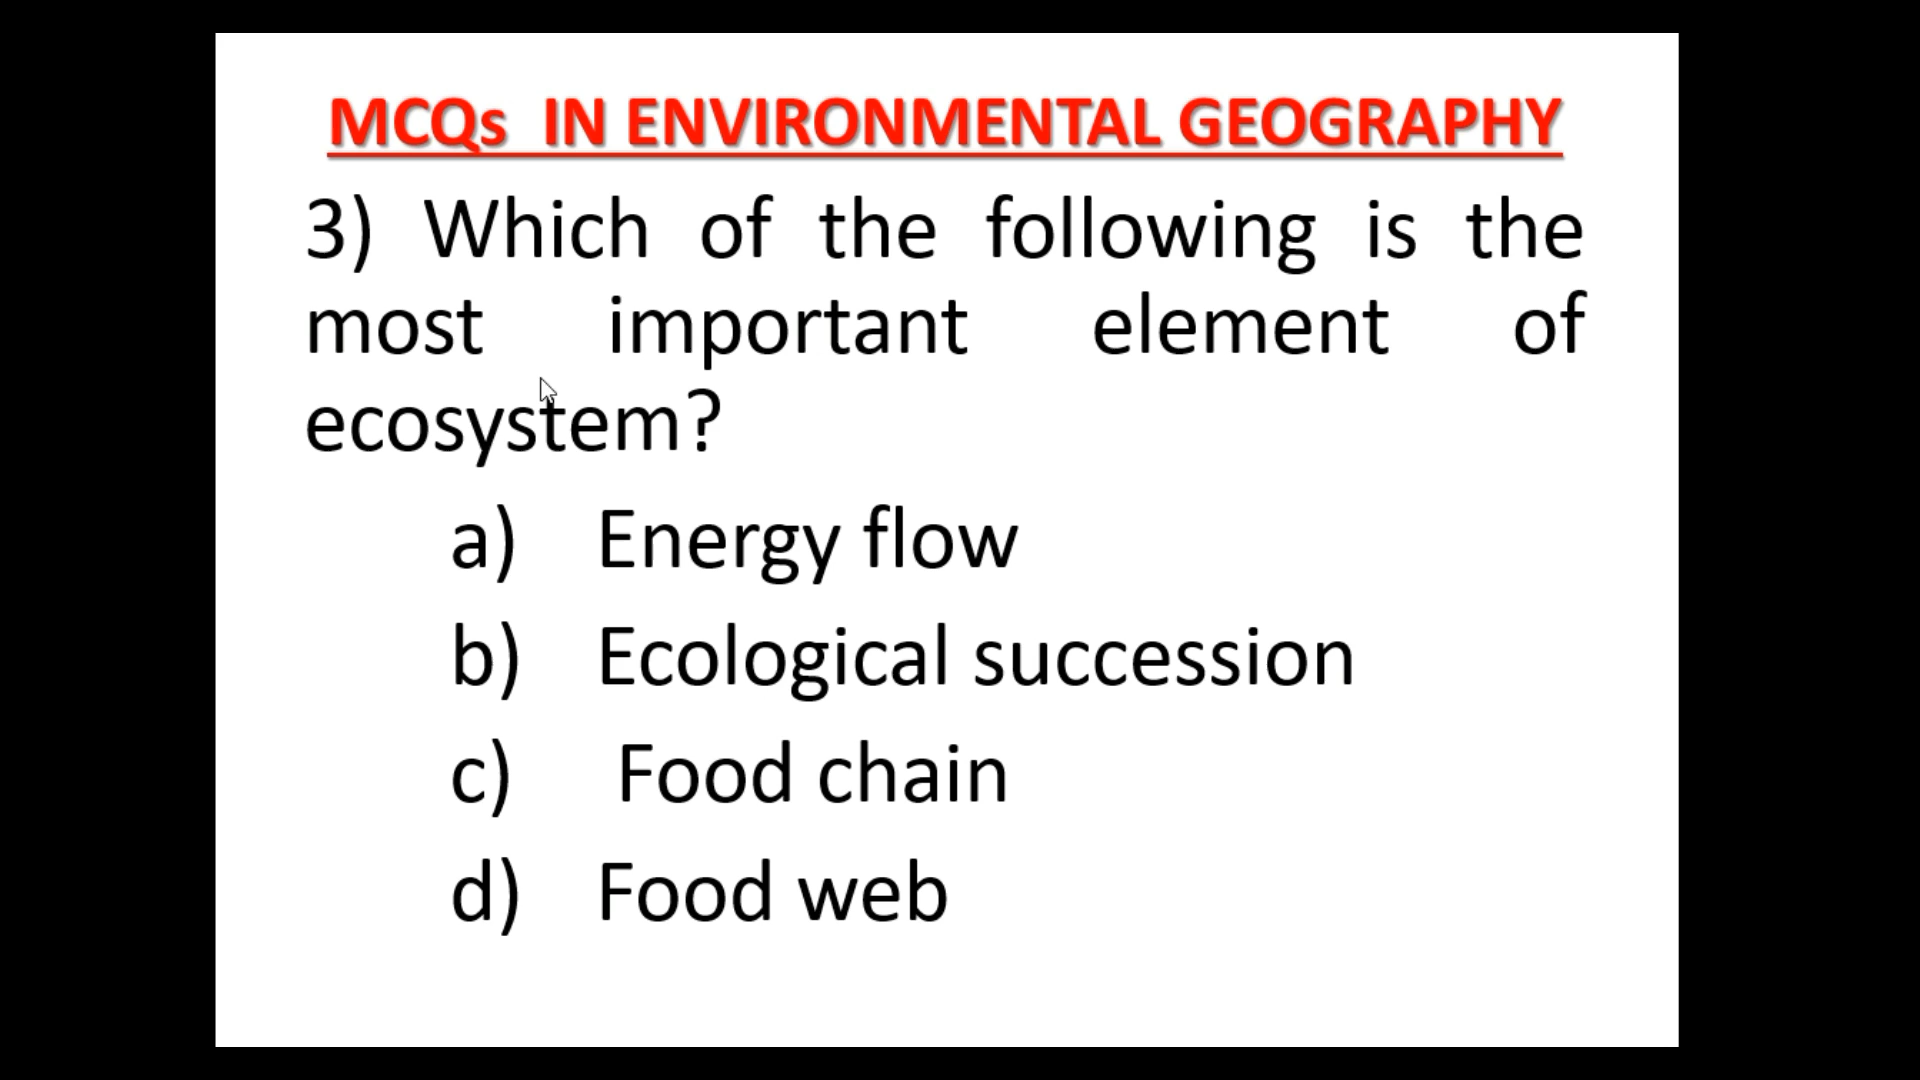 MCQs IN ENVIRONMENTAL GEOGRAPHY
3) Which of the following is the
most important element of
ecosystem?
a) Energy flow
b) Ecological succession
c) Food chain
d) Food web